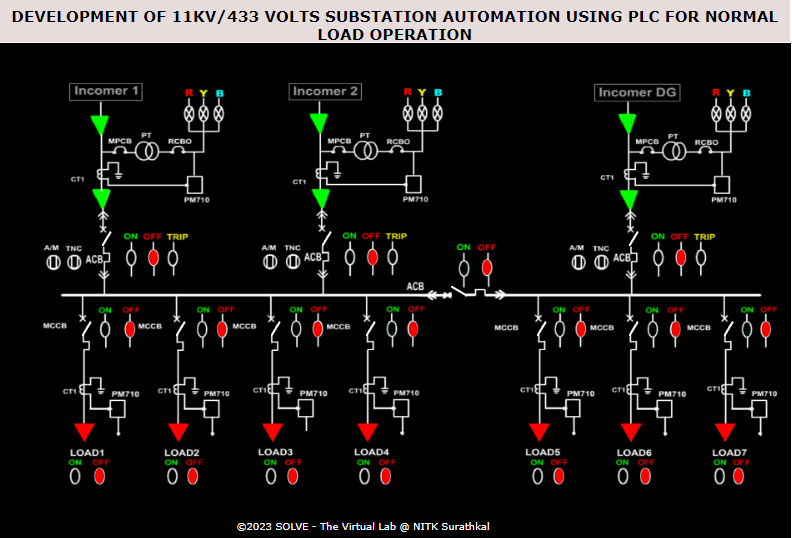 DEVELOPMENT OF 11KV/433 VOLTS SUBSTATION AUTOMATION USING PLC FOR NORMAL
LOAD OPERATION
Incomer 1 R Y B Incomer 2 R Y B Incomer DG R Y B
MPCB PT RCBO MPCB PT RCBO MPCB PT RCBO
CT1 CT1 CT1
PM710 PM710 PM710
ON OFF TRIP ON OFF TRIP ON OFF TRIP
A/M TNC ACB A/M TNC ACB ON OFF A/M TNC ACB
ACB
ON OFF ON OFF ON OFF ON OFF ON OFF ON OFF ON OFF
MCCB MCCB MCCB MCCB MCCB MCCB MCCB
CT1 PM710 CT1 PM710 CT1 PM710 CT1 PM710 CT1 PM710 CT1 PM710 CT1 PM710
LOAD1 LOAD2 LOAD3 LOAD4 LOAD5 LOAD6 LOAD7
ON OFF ON OFF ON OFF ON OFF ON OFF ON OFF ON OFF
©2023 SOLVE - The Virtual Lab @ NITK Surathkal